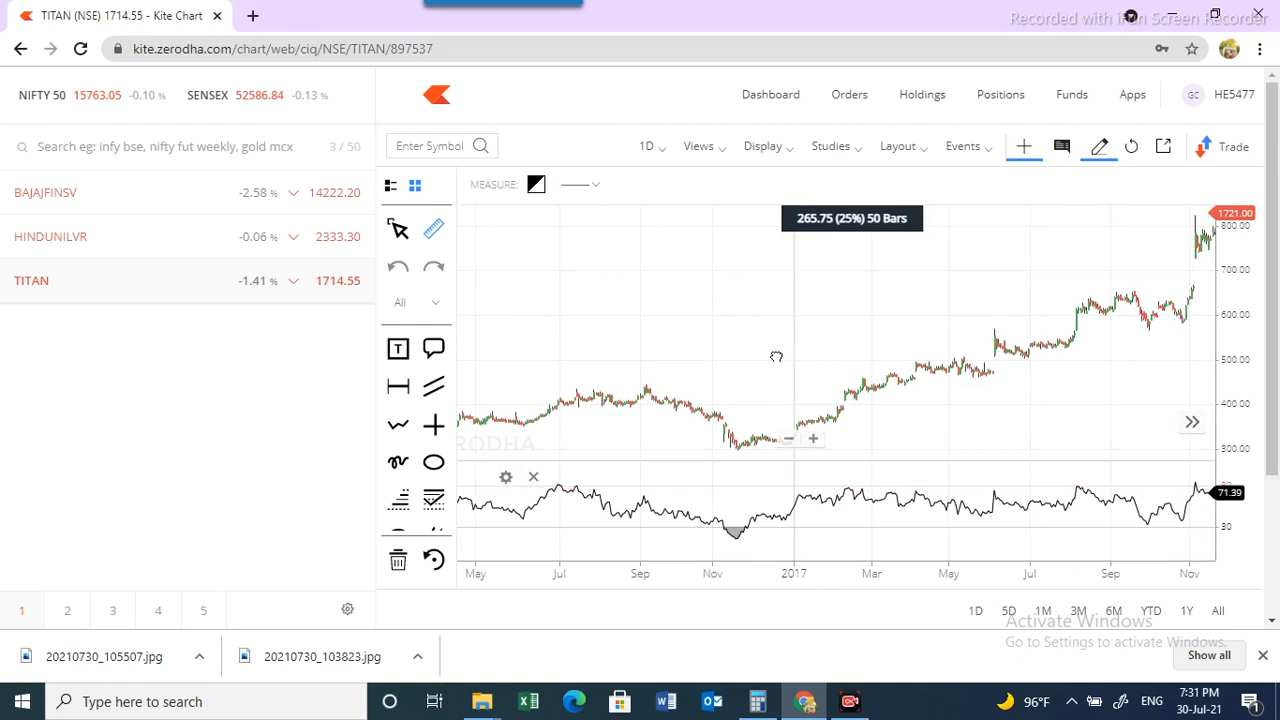 TITAN (NSE) 1714.55 - Kite Chart
Recorded with iFun Screen Recorder
kite.zerodha.com/chart/web/ciq/NSE/TITAN/897537
NIFTY 50 15763.05 -0.10 % SENSEX 52586.84 -0.13 %
Dashboard Orders Holdings Positions Funds Apps GC HE5477
Search eg: infy bse, nifty fut weekly, gold mcx 3 / 50
Enter Symbol 1D Views Display Studies Layout Events Trade
MEASURE:
BAJAJFINSV -2.58 % 14222.20
HINDUNILVR -0.06 % 2333.30
TITAN -1.41 % 1714.55
All
T
265.75 (25%) 50 Bars
1721.00
800.00
700.00
600.00
500.00
400.00
300.00
ERODHA
71.39
30
May Jul Sep Nov 2017 Mar May Jul Sep Nov
1 2 3 4 5
1D 5D 1M 3M 6M YTD 1Y All
Activate Windows
Go to Settings to activate Windows.
20210730_105507.jpg 20210730_103823.jpg Show all
Type here to search
96°F ENG 7:31 PM
30-Jul-21
1